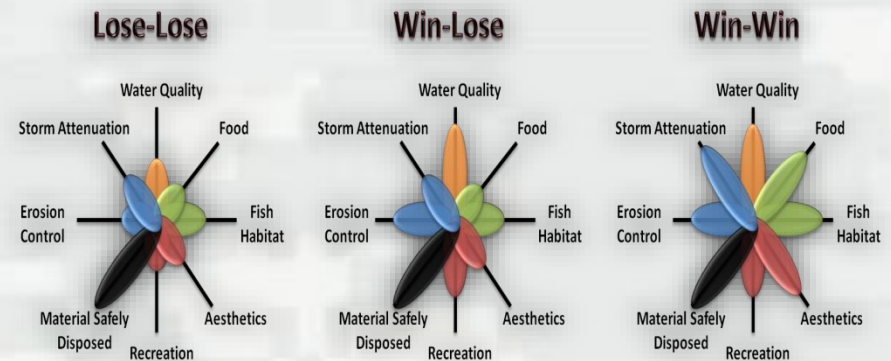 Lose-Lose
Water Quality
Storm Attenuation
Food
Erosion
Control
Fish
Habitat
Material Safely
Disposed
Aesthetics
Recreation
Win-Lose
Water Quality
Storm Attenuation
Food
Erosion
Control
Fish
Habitat
Material Safely
Disposed
Aesthetics
Recreation
Win-Win
Water Quality
Storm Attenuation
Food
Erosion
Control
Fish
Habitat
Material Safely
Disposed
Aesthetics
Recreation